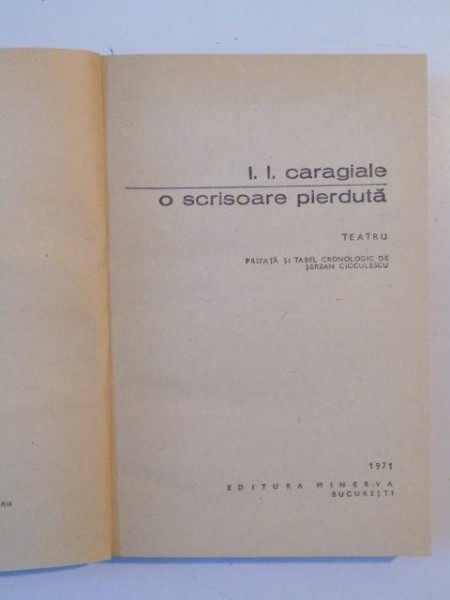 I. L. caragiale
o scrisoare pierdută
TEATRU
PREFAȚĂ ȘI TABEL CRONOLOGIC DE
ȘERBAN CIOCULESCU
1971
EDITURA MINERVA
BUCUREȘTI